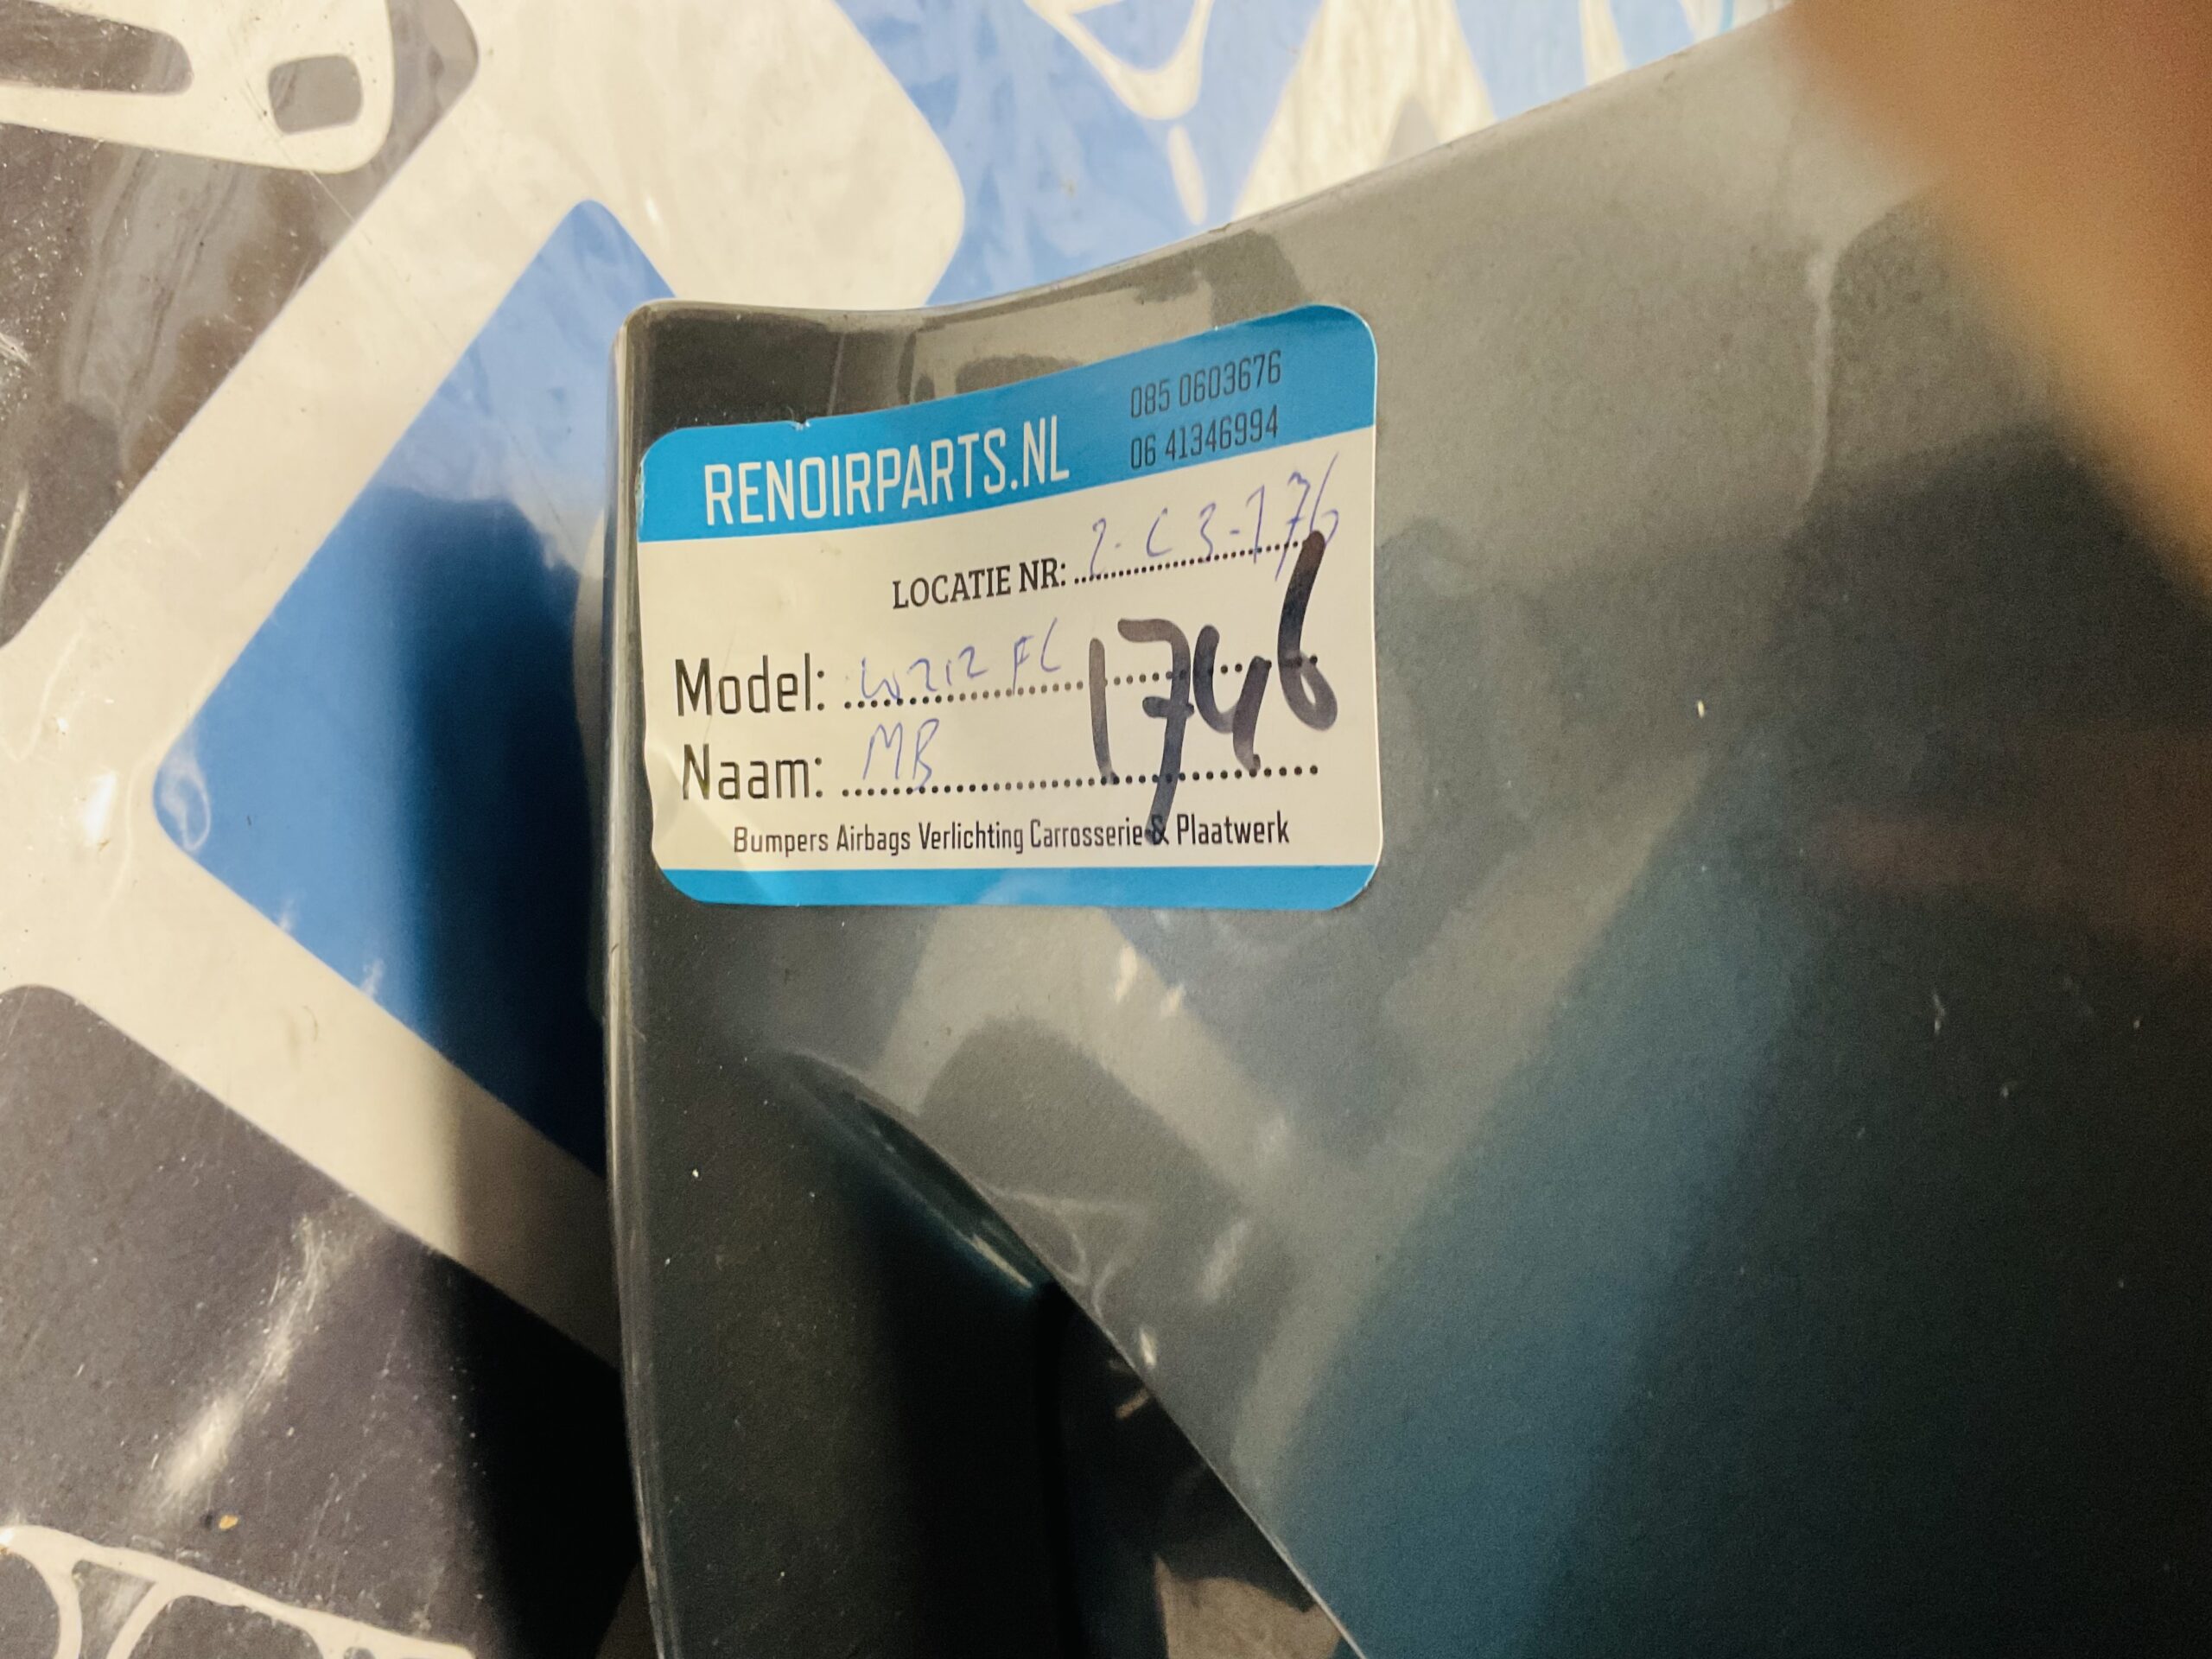 RENOIRPARTS.NL
085 0603676
06 41346994
LOCATIE NR: 2-C3-176
Model: W212 FL
1746
Naam: MB
Bumpers Airbags Verlichting Carrosserie & Plaatwerk